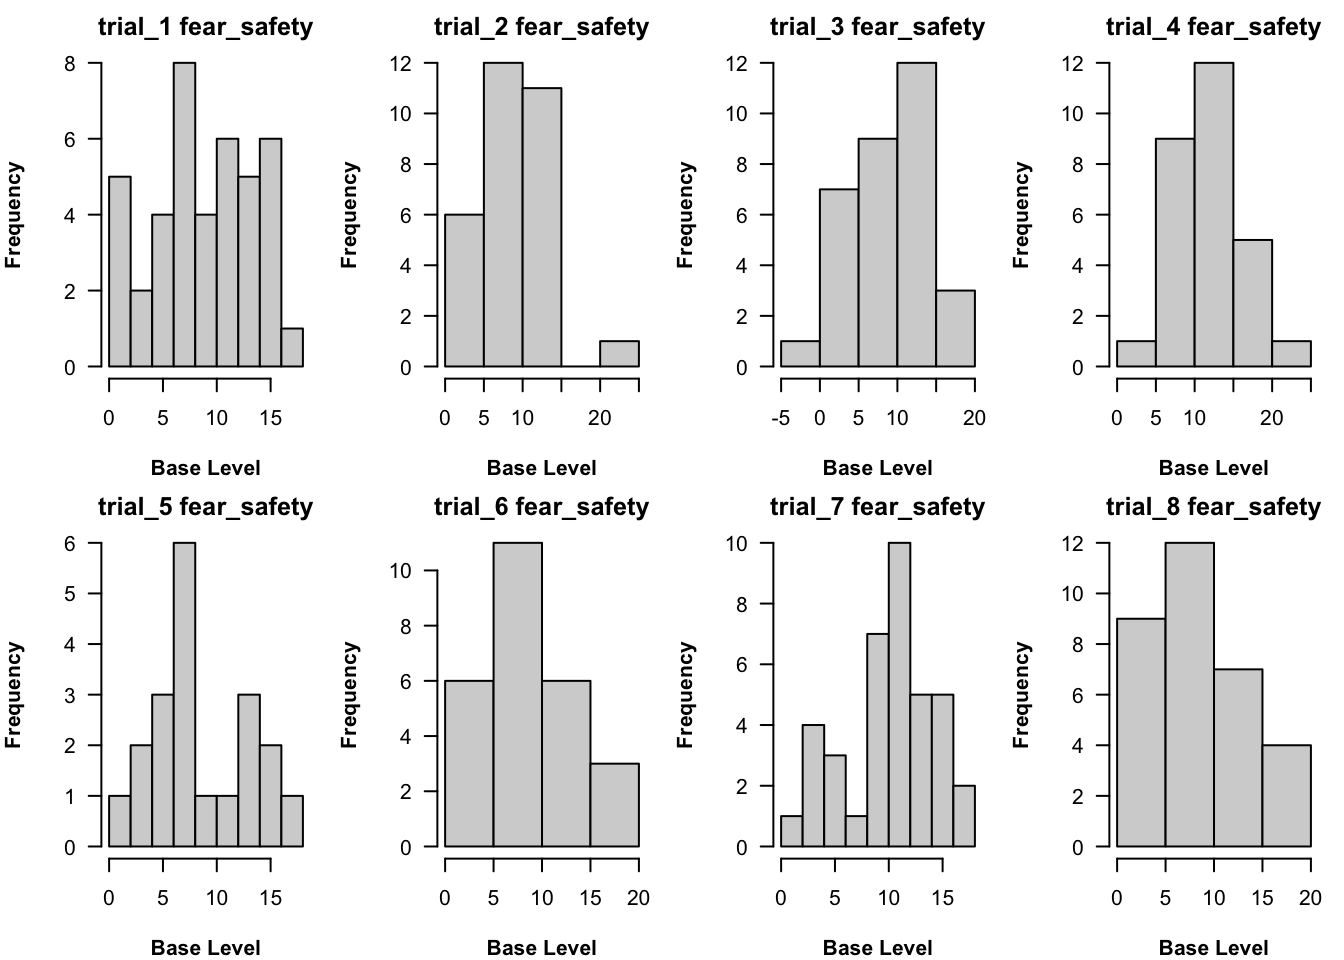 trial_1 fear_safety
Frequency
0
2
4
6
8
0 5 10 15
Base Level
trial_2 fear_safety
Frequency
0
2
4
6
8
10
12
0 5 10 20
Base Level
trial_3 fear_safety
Frequency
0
2
4
6
8
10
12
-5 0 5 10 20
Base Level
trial_4 fear_safety
Frequency
0
2
4
6
8
10
12
0 5 10 20
Base Level
trial_5 fear_safety
Frequency
0
1
2
3
4
5
6
0 5 10 15
Base Level
trial_6 fear_safety
Frequency
0
2
4
6
8
10
0 5 10 15 20
Base Level
trial_7 fear_safety
Frequency
0
2
4
6
8
10
0 5 10 15
Base Level
trial_8 fear_safety
Frequency
0
2
4
6
8
10
12
0 5 10 15 20
Base Level